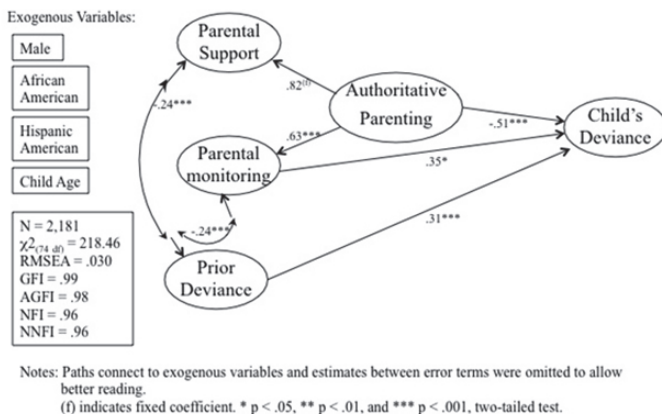 Exogenous Variables:
Male
African
American
Hispanic
American
Child Age
N = 2,181
χ2(74 df) = 218.46
RMSEA = .030
GFI = .99
AGFI = .98
NFI = .96
NNFI = .96
Parental
Support
-.24***
.82(f)
Authoritative
Parenting
-.51***
Child's
Deviance
.63***
Parental
monitoring
.35*
-.24***
.31***
Prior
Deviance
Notes: Paths connect to exogenous variables and estimates between error terms were omitted to allow
better reading.
(f) indicates fixed coefficient. * p < .05, ** p < .01, and *** p < .001, two-tailed test.